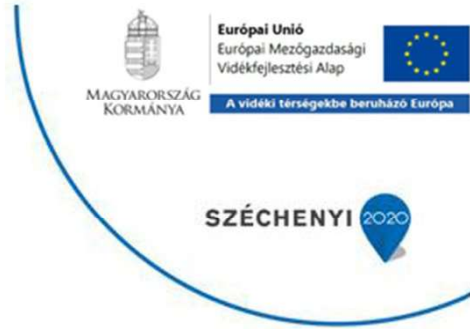 Európai Unió
Európai Mezőgazdasági
Vidékfejlesztési Alap
MAGYARORSZÁG
KORMÁNYA
A vidéki térségekbe beruházó Európa
SZÉCHENYI 2020